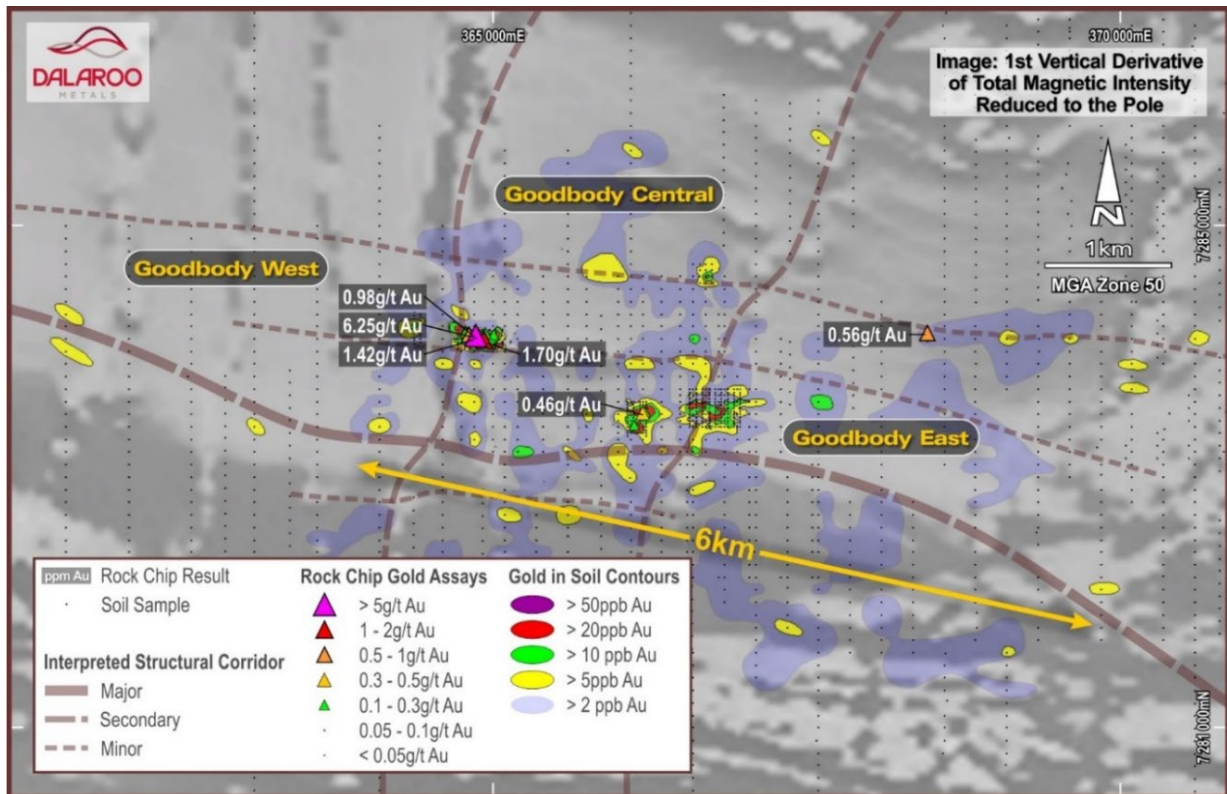 DALAROO
METALS
365 000mE
370 000mE
Image: 1st Vertical Derivative
of Total Magnetic Intensity
Reduced to the Pole
N
1km
MGA Zone 50
7'285 000mN
Goodbody Central
Goodbody West
0.98g/t Au
6.25g/t Au
1.42g/t Au
1.70g/t Au
0.56g/t Au
0.46g/t Au
Goodbody East
6km
ppm Au Rock Chip Result
Soil Sample
Interpreted Structural Corridor
Major
Secondary
Minor
Rock Chip Gold Assays
> 5g/t Au
1 - 2g/t Au
0.5 - 1g/t Au
0.3 - 0.5g/t Au
0.1 - 0.3g/t Au
0.05 - 0.1g/t Au
< 0.05g/t Au
Gold in Soil Contours
> 50ppb Au
> 20ppb Au
> 10 ppb Au
> 5ppb Au
> 2 ppb Au
7'281 000mN